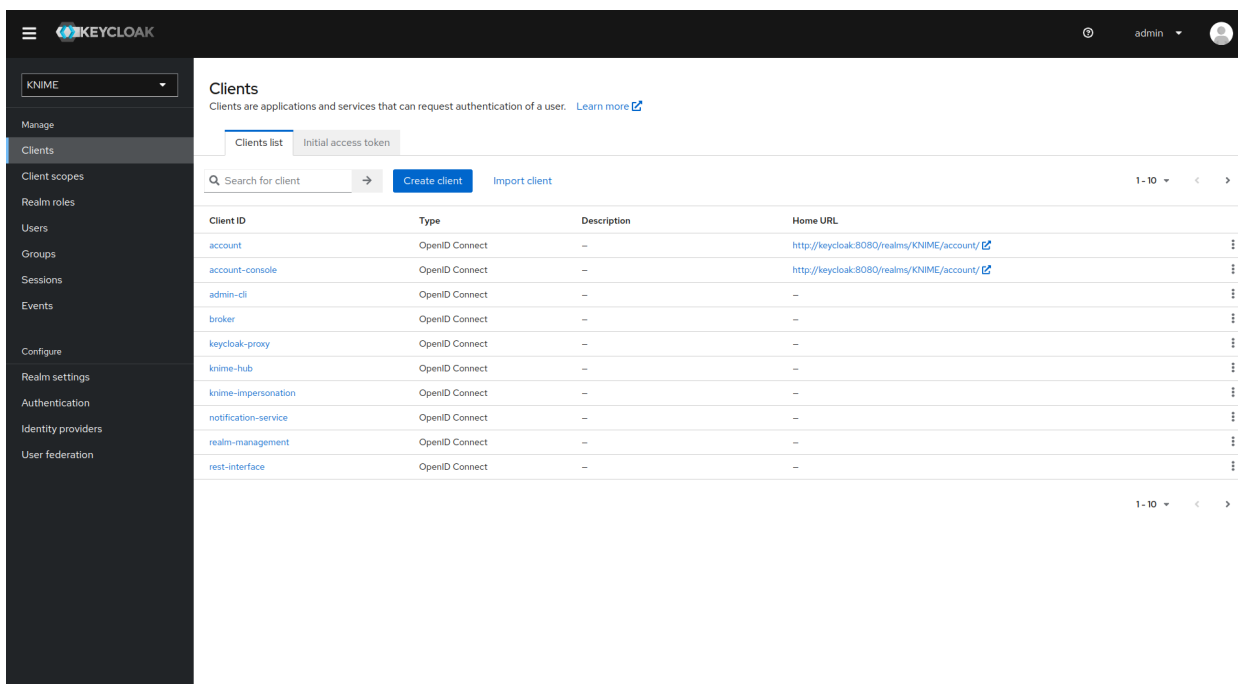 KEYCLOAK
admin
KNIME
Manage
Clients
Client scopes
Realm roles
Users
Groups
Sessions
Events
Configure
Realm settings
Authentication
Identity providers
User federation
Clients
Clients are applications and services that can request authentication of a user. Learn more
Clients list Initial access token
Search for client Create client Import client 1 - 10
Client ID Type Description Home URL
account OpenID Connect – http://keycloak:8080/realms/KNIME/account/
account-console OpenID Connect – http://keycloak:8080/realms/KNIME/account/
admin-cli OpenID Connect – –
broker OpenID Connect – –
keycloak-proxy OpenID Connect – –
knime-hub OpenID Connect – –
knime-impersonation OpenID Connect – –
notification-service OpenID Connect – –
realm-management OpenID Connect – –
rest-interface OpenID Connect – –
1 - 10